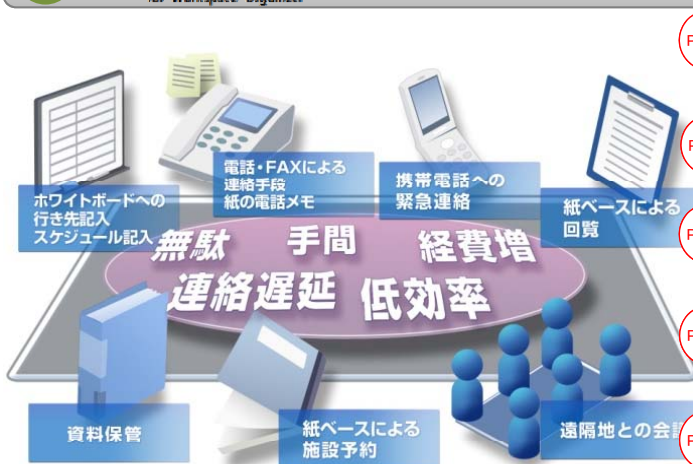 for Workspace Organizer
電話・FAXによる
連絡手段
紙の電話メモ
携帯電話への
緊急連絡
ホワイトボードへの
行き先記入
スケジュール記入
紙ベースによる
回覧
無駄 手間 経費増
連絡遅延 低効率
資料保管
紙ベースによる
施設予約
遠隔地との会議